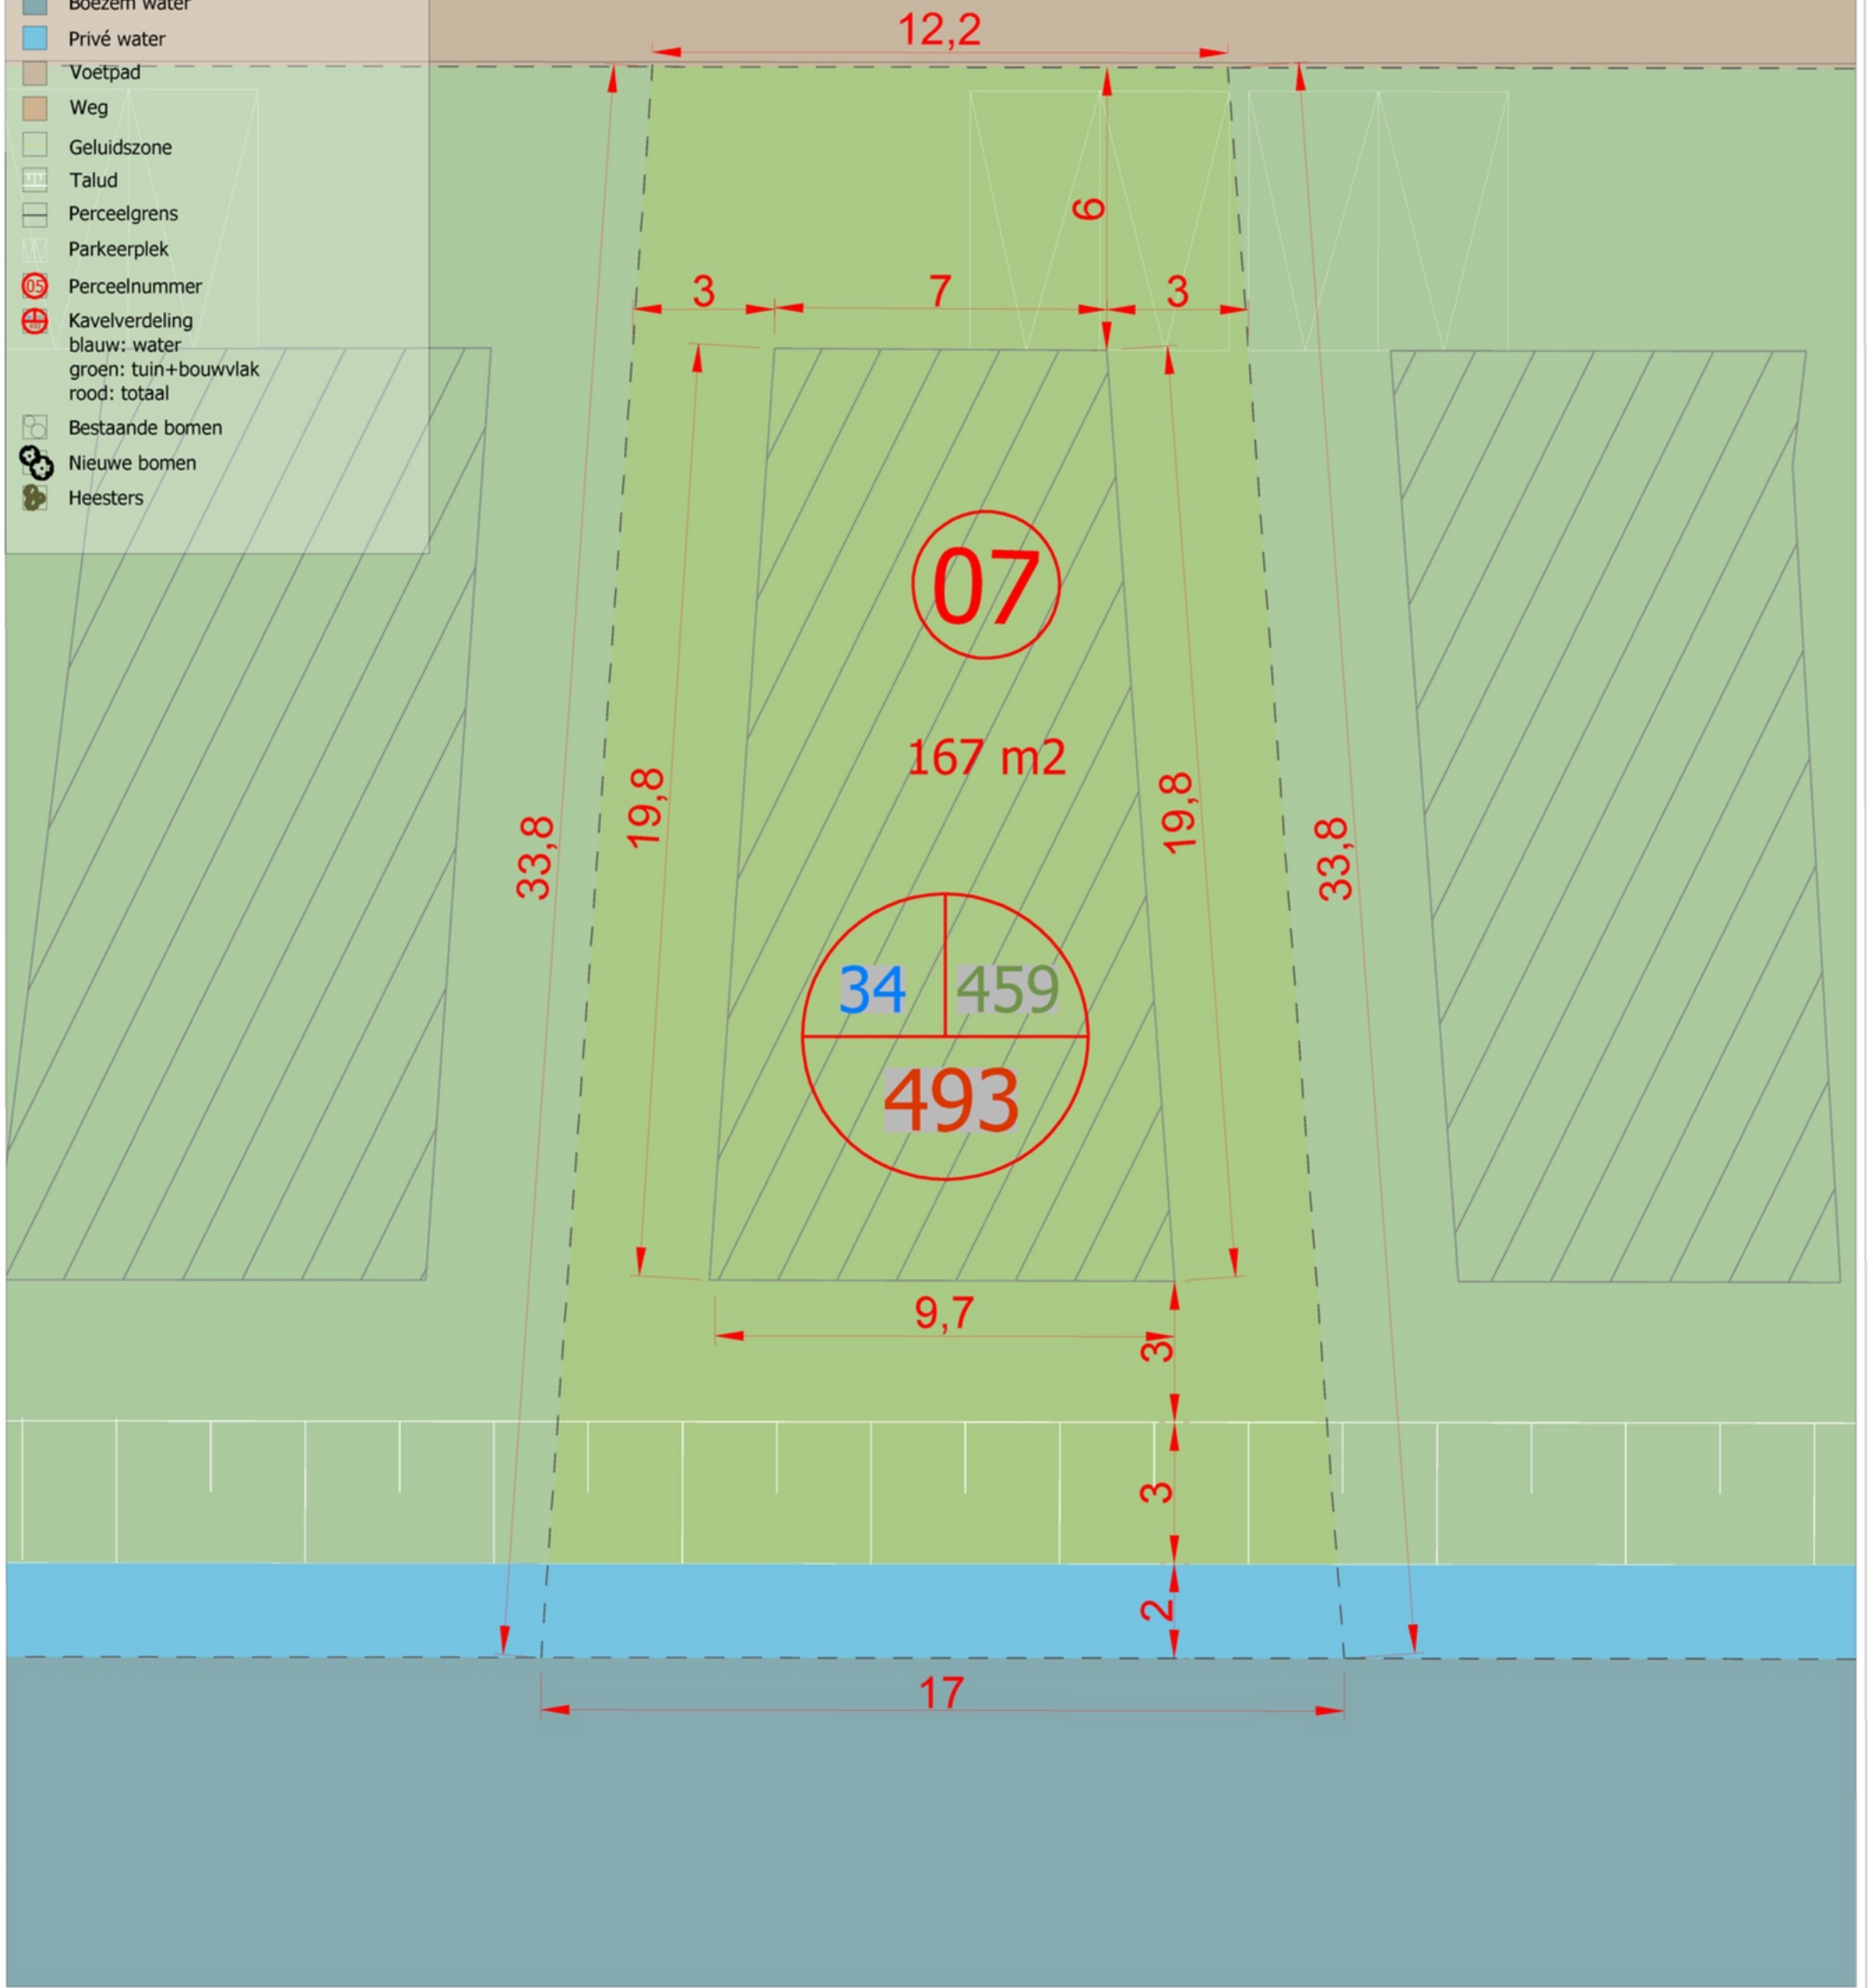 Boezem water
Privé water
Voetpad
Weg
Geluidszone
Talud
Perceelgrens
Parkeerplek
05 Perceelnummer
Kavelverdeling
blauw: water
groen: tuin+bouwvlak
rood: totaal
Bestaande bomen
Nieuwe bomen
Heesters
12,2
6
3 7 3
07
167 m2
33,8
19,8
19,8
33,8
34 459
493
9,7
3
3
2
17